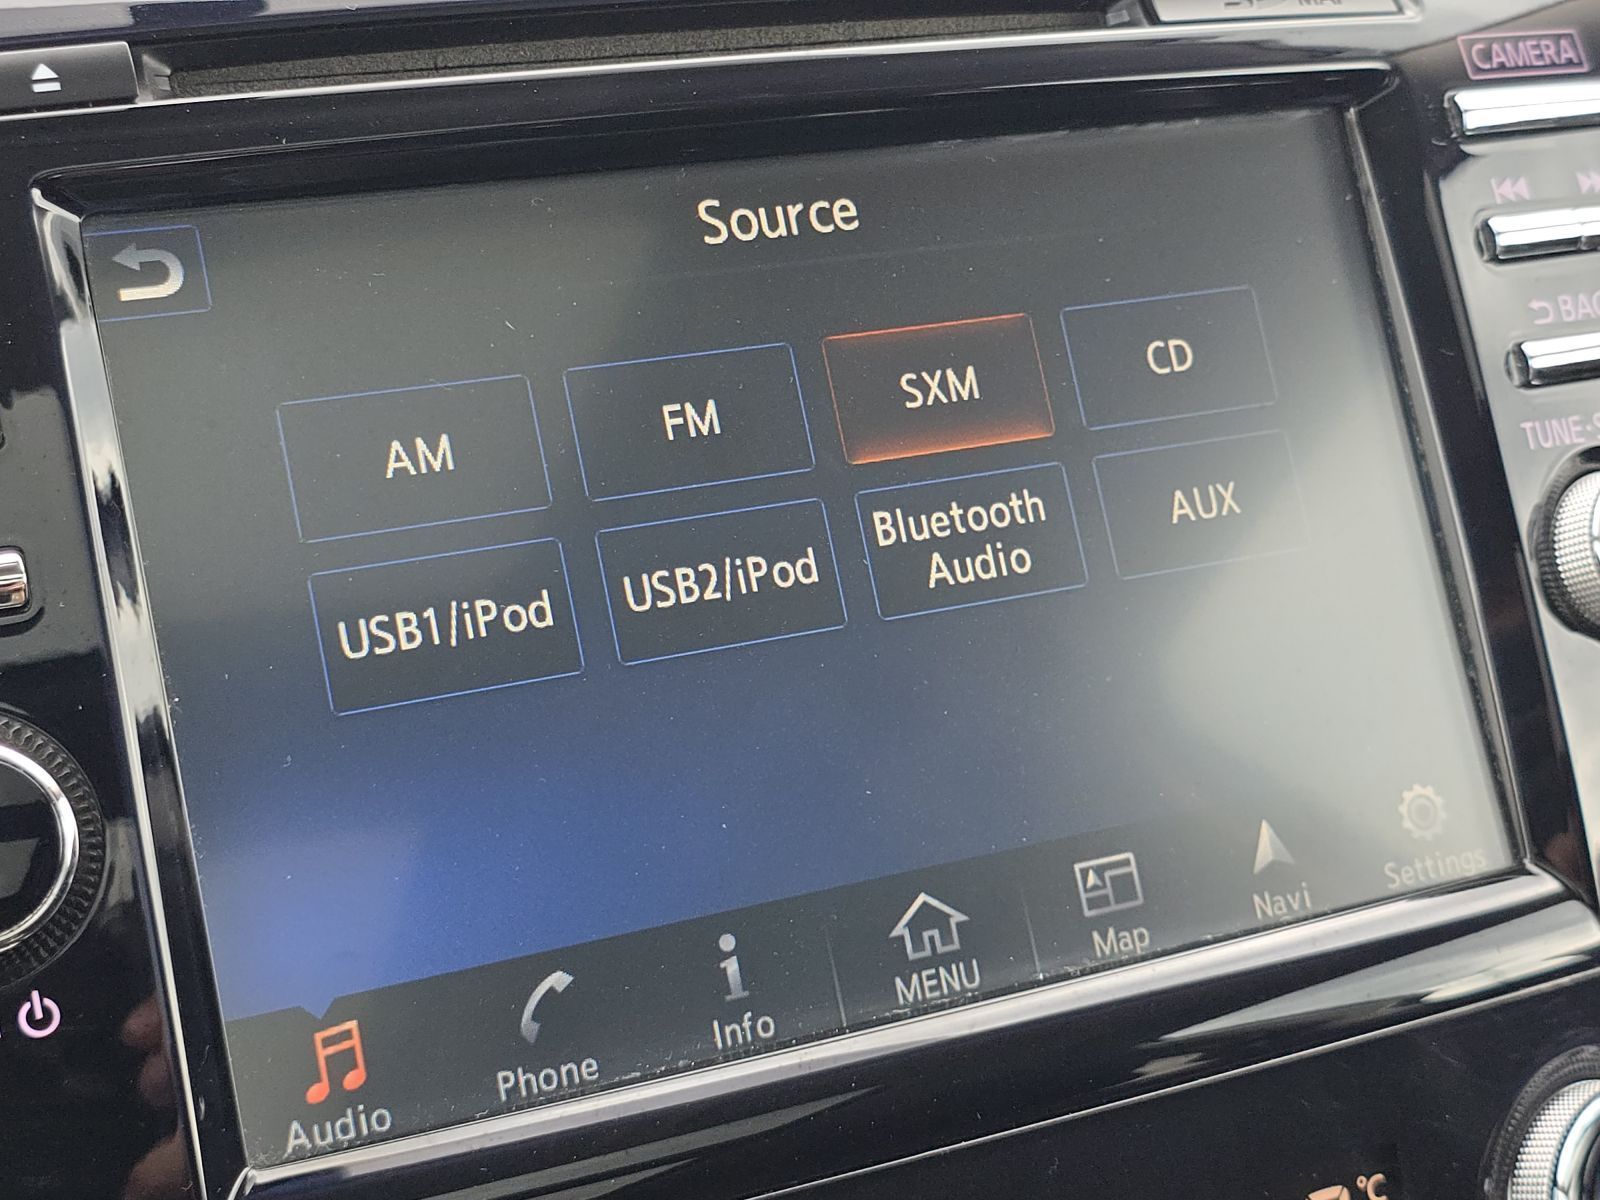 CAMERA
Source
AM
FM
SXM
CD
USB1/iPod
USB2/iPod
Bluetooth
Audio
AUX
Audio
Phone
Info
MENU
Map
Navi
Settings
°C